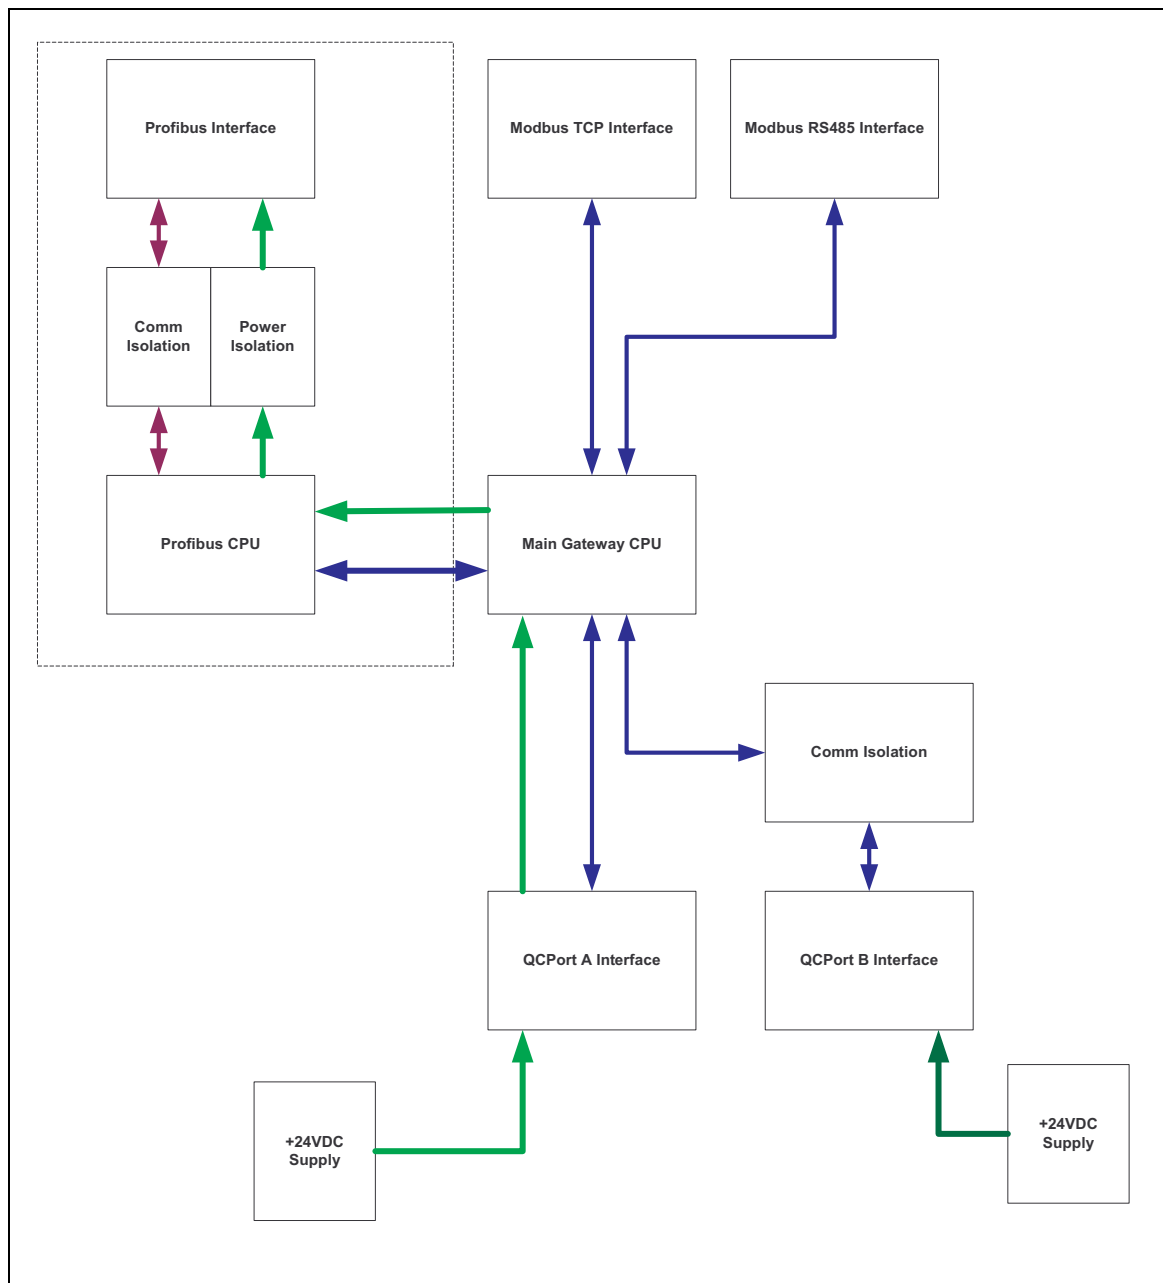 Profibus Interface
Modbus TCP Interface
Modbus RS485 Interface
Comm
Isolation
Power
Isolation
Profibus CPU
Main Gateway CPU
Comm Isolation
QCPort A Interface
QCPort B Interface
+24VDC
Supply
+24VDC
Supply